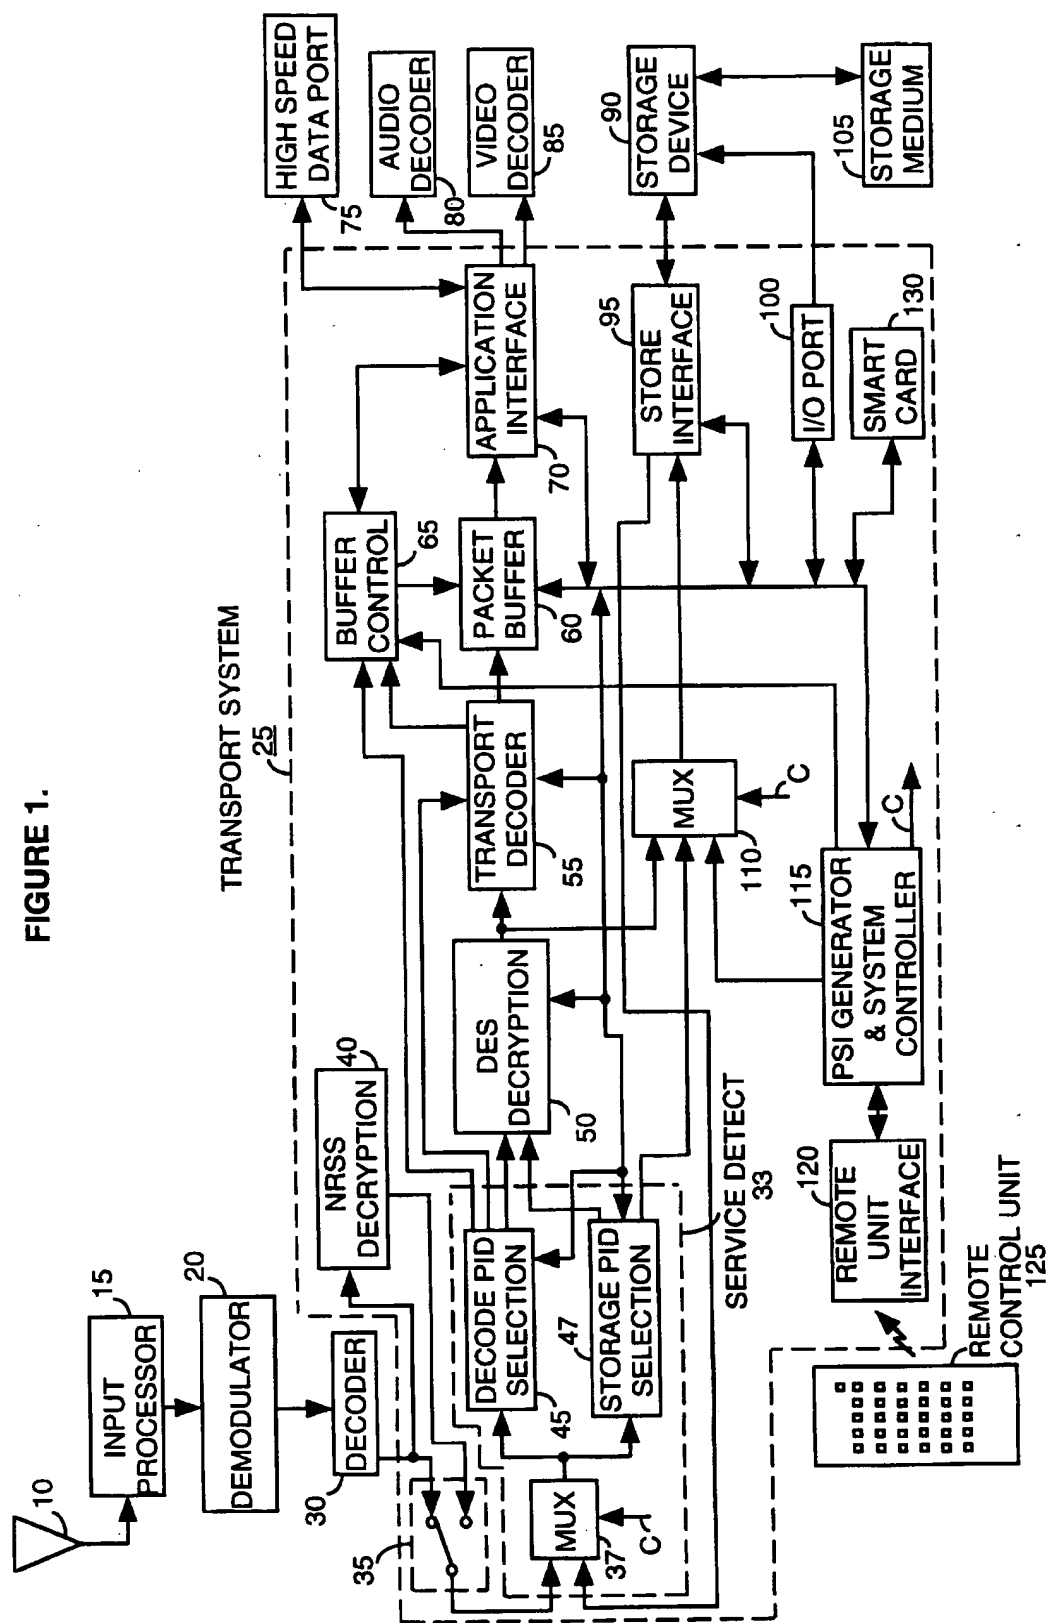 FIGURE 1.
TRANSPORT SYSTEM
25
10
INPUT
PROCESSOR
15
DEMODULATOR
20
DECODER
30
NRSS
DECRYPTION
40
35
MUX
37
C
DECODE PID
SELECTION
45
STORAGE PID
SELECTION
47
SERVICE DETECT
33
DES
DECRYPTION
50
TRANSPORT
DECODER
55
PACKET
BUFFER
60
BUFFER
CONTROL
65
APPLICATION
INTERFACE
70
HIGH SPEED
DATA PORT
75
AUDIO
DECODER
80
VIDEO
DECODER
85
STORAGE
DEVICE
90
STORE
INTERFACE
95
I/O PORT
100
STORAGE
MEDIUM
105
MUX
110
C
PSI GENERATOR
& SYSTEM
CONTROLLER
115
C
SMART
CARD
130
REMOTE
UNIT
INTERFACE
120
REMOTE
CONTROL UNIT
125